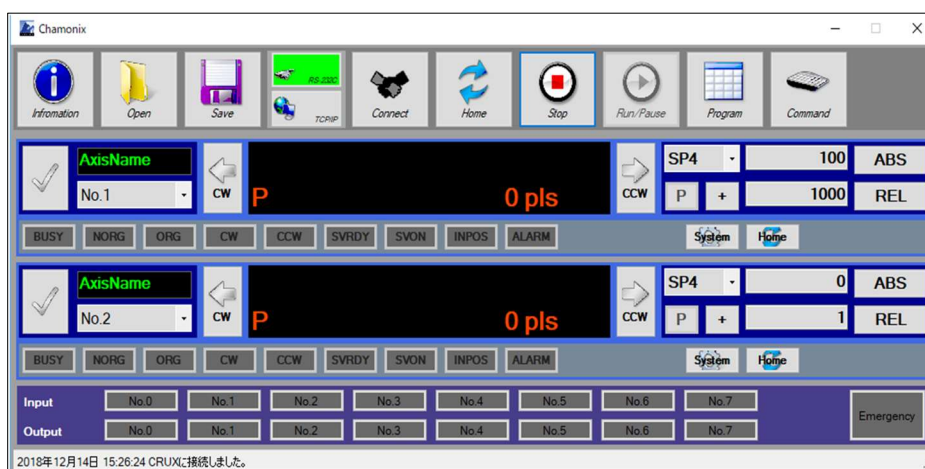 Chamonix
Infromation Open Save RS-232C TCP/IP Connect Home Stop Run/Pause Program Command
AxisName
No.1 CW P 0 pls CCW SP4 100 ABS
P + 1000 REL
BUSY NORG ORG CW CCW SVRDY SVON INPOS ALARM System Home
AxisName
No.2 CW P 0 pls CCW SP4 0 ABS
P + 1 REL
BUSY NORG ORG CW CCW SVRDY SVON INPOS ALARM System Home
Input No.0 No.1 No.2 No.3 No.4 No.5 No.6 No.7
Output No.0 No.1 No.2 No.3 No.4 No.5 No.6 No.7
Emergency
2018年12月14日 15:26:24 CRUXに接続しました。